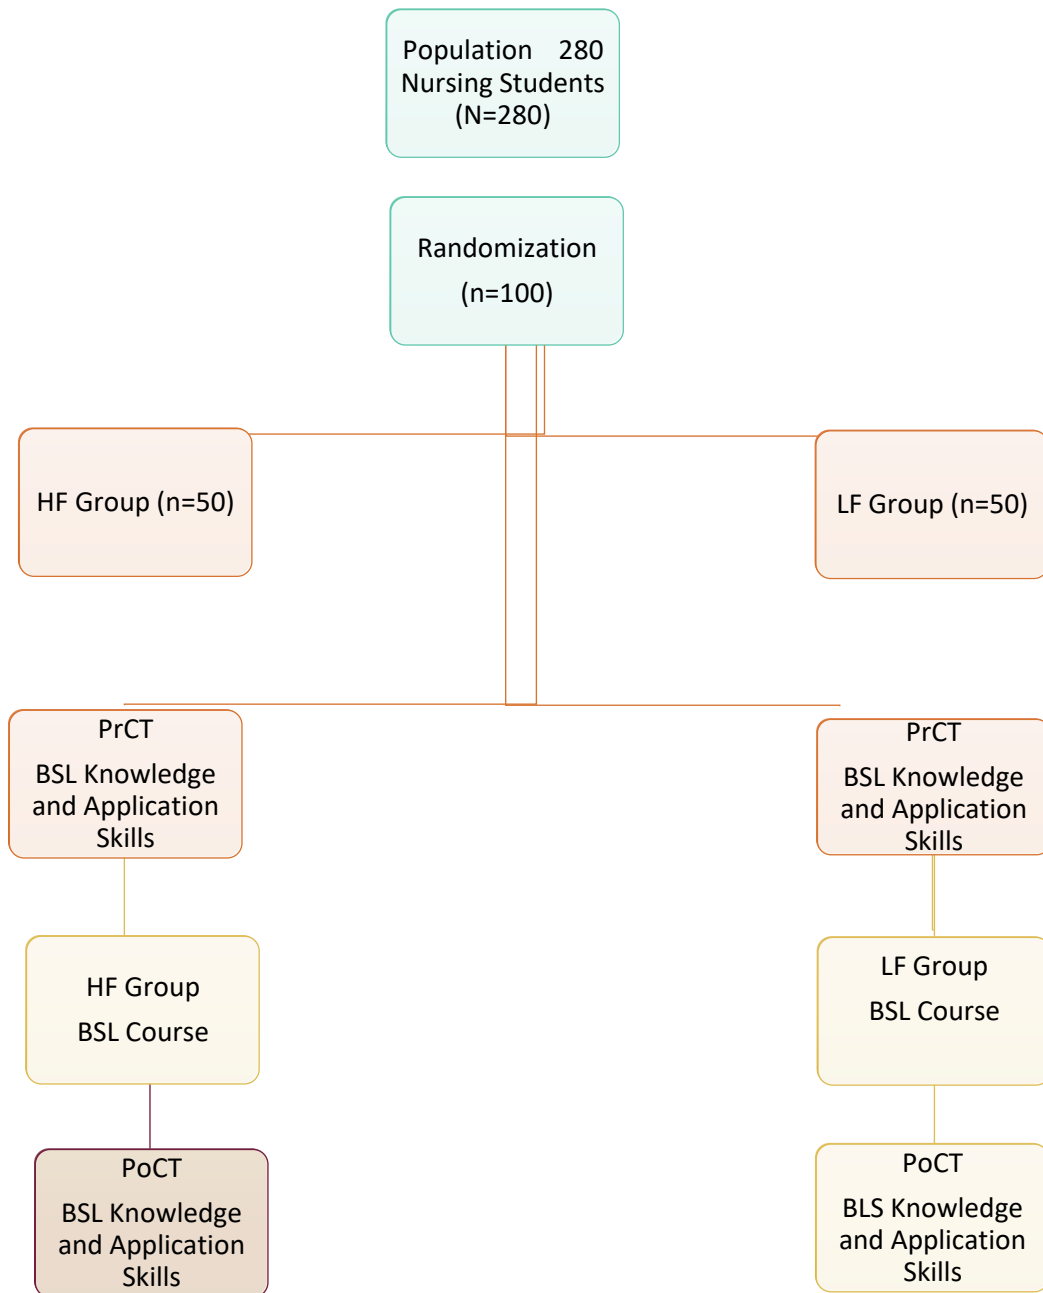 Population 280
Nursing Students
(N=280)
Randomization
(n=100)
HF Group (n=50)
LF Group (n=50)
PrCT
BSL Knowledge
and Application
Skills
PrCT
BSL Knowledge
and Application
Skills
HF Group
BSL Course
LF Group
BSL Course
PoCT
BSL Knowledge
and Application
Skills
PoCT
BLS Knowledge
and Application
Skills